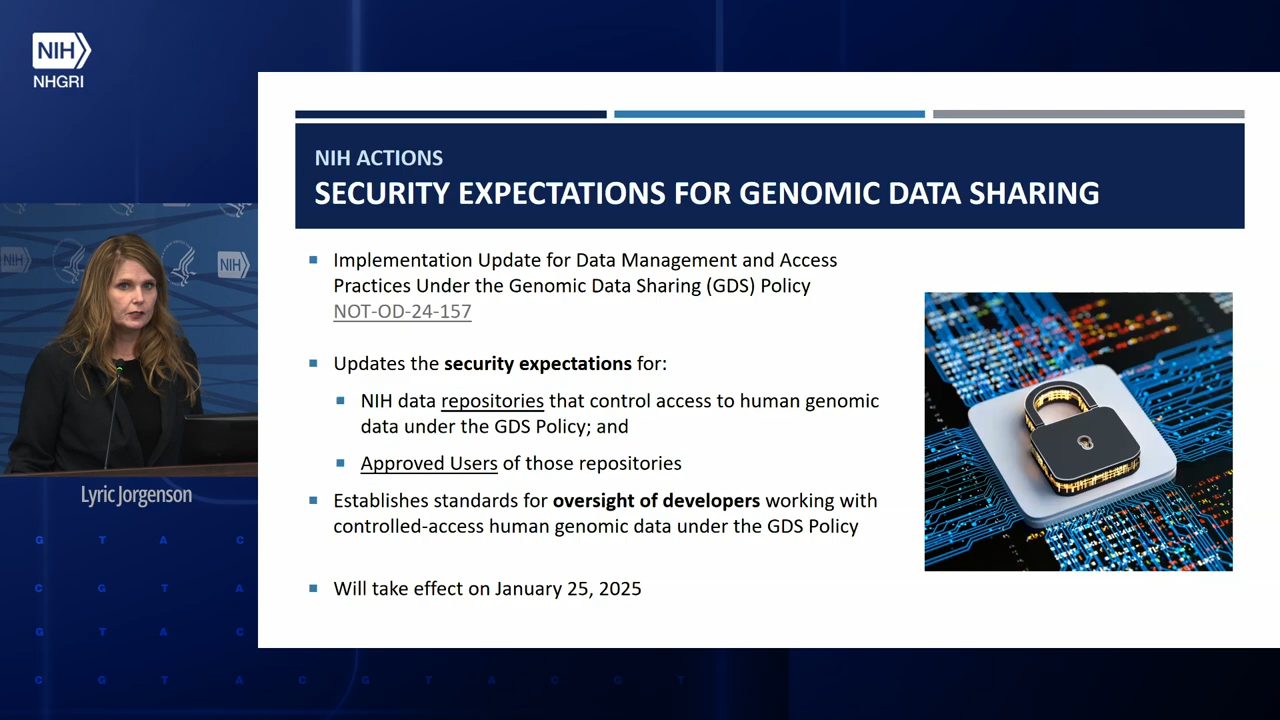 NIH
NHGRI
NIH ACTIONS
SECURITY EXPECTATIONS FOR GENOMIC DATA SHARING
Implementation Update for Data Management and Access
Practices Under the Genomic Data Sharing (GDS) Policy
NOT-OD-24-157
Updates the security expectations for:
NIH data repositories that control access to human genomic
data under the GDS Policy; and
Approved Users of those repositories
Establishes standards for oversight of developers working with
controlled-access human genomic data under the GDS Policy
Will take effect on January 25, 2025
NIH
NIH
Lyric Jorgenson
G T A C
C G T A
G T A C
C G T A C G T A C G T